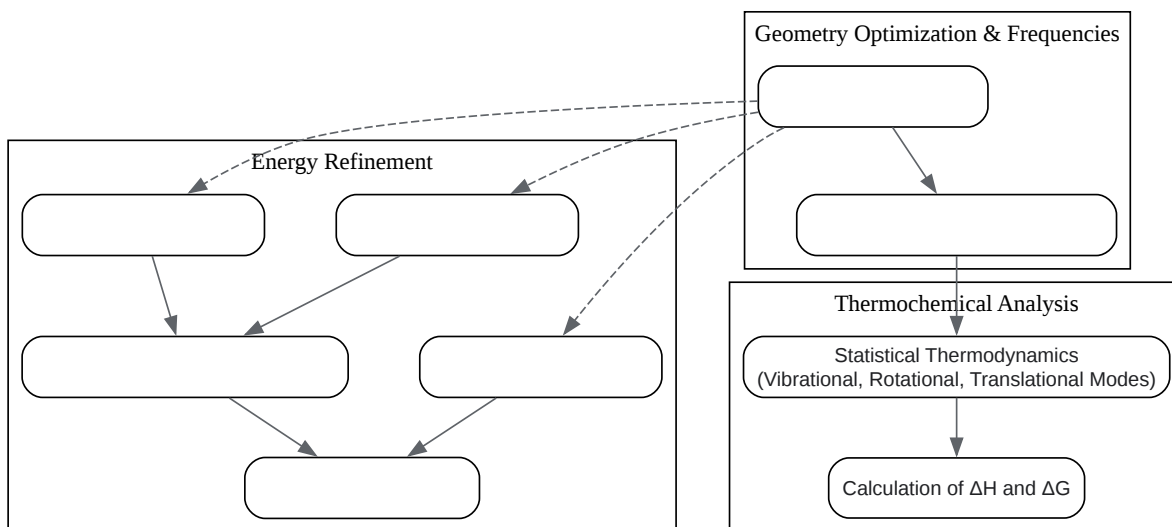 Geometry Optimization & Frequencies
Energy Refinement
Thermochemical Analysis
Statistical Thermodynamics
(Vibrational, Rotational, Translational Modes)
Calculation of ΔH and ΔG